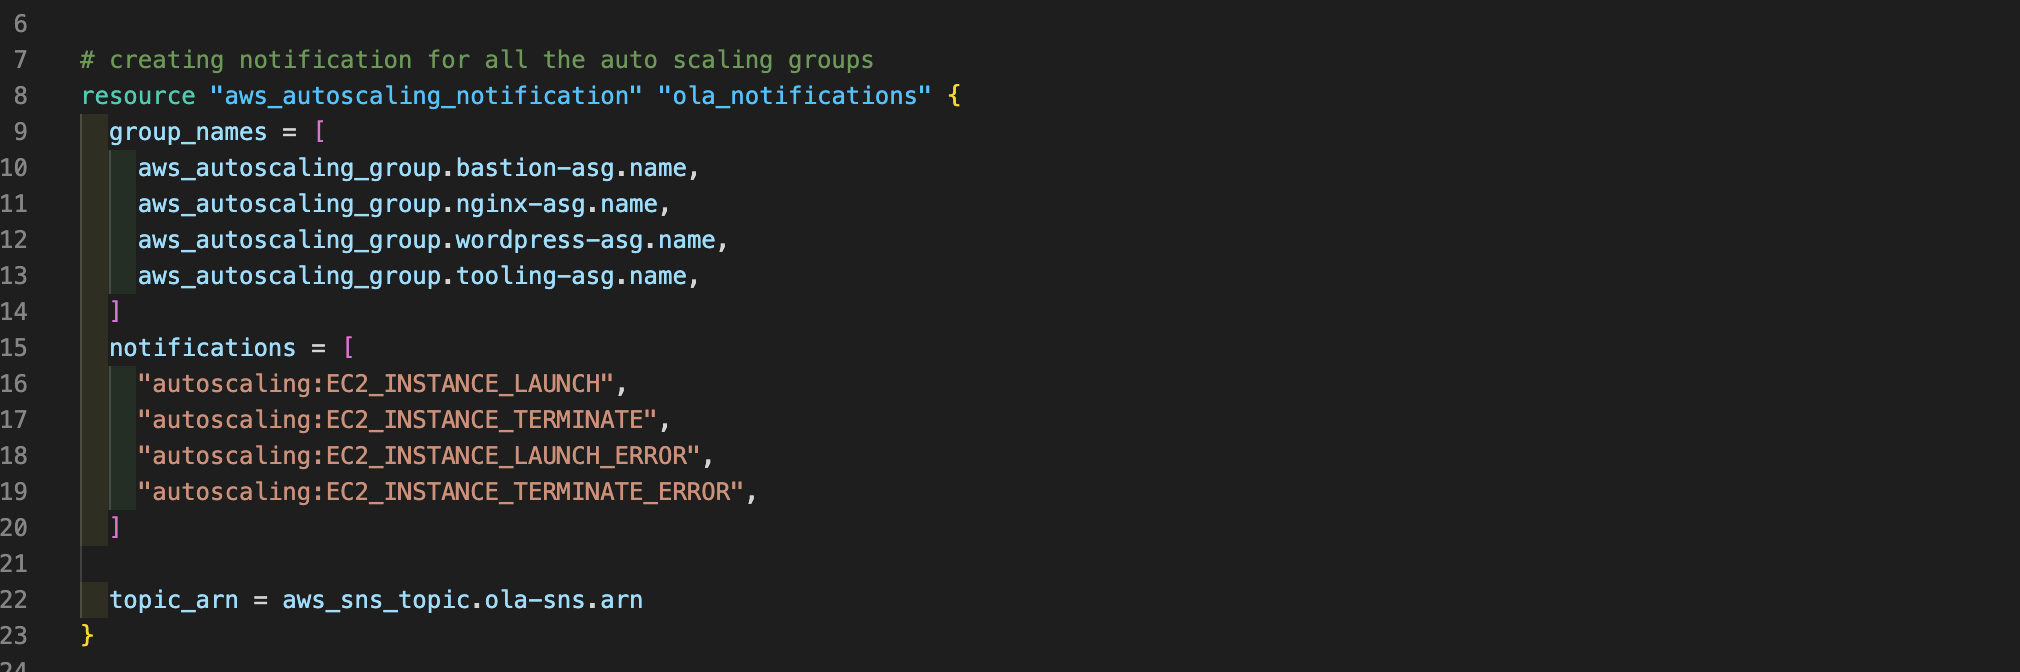 6
7 # creating notification for all the auto scaling groups
8 resource "aws_autoscaling_notification" "ola_notifications" {
9 group_names = [
10 aws_autoscaling_group.bastion-asg.name,
11 aws_autoscaling_group.nginx-asg.name,
12 aws_autoscaling_group.wordpress-asg.name,
13 aws_autoscaling_group.tooling-asg.name,
14 ]
15 notifications = [
16 "autoscaling:EC2_INSTANCE_LAUNCH",
17 "autoscaling:EC2_INSTANCE_TERMINATE",
18 "autoscaling:EC2_INSTANCE_LAUNCH_ERROR",
19 "autoscaling:EC2_INSTANCE_TERMINATE_ERROR",
20 ]
21
22 topic_arn = aws_sns_topic.ola-sns.arn
23 }
24